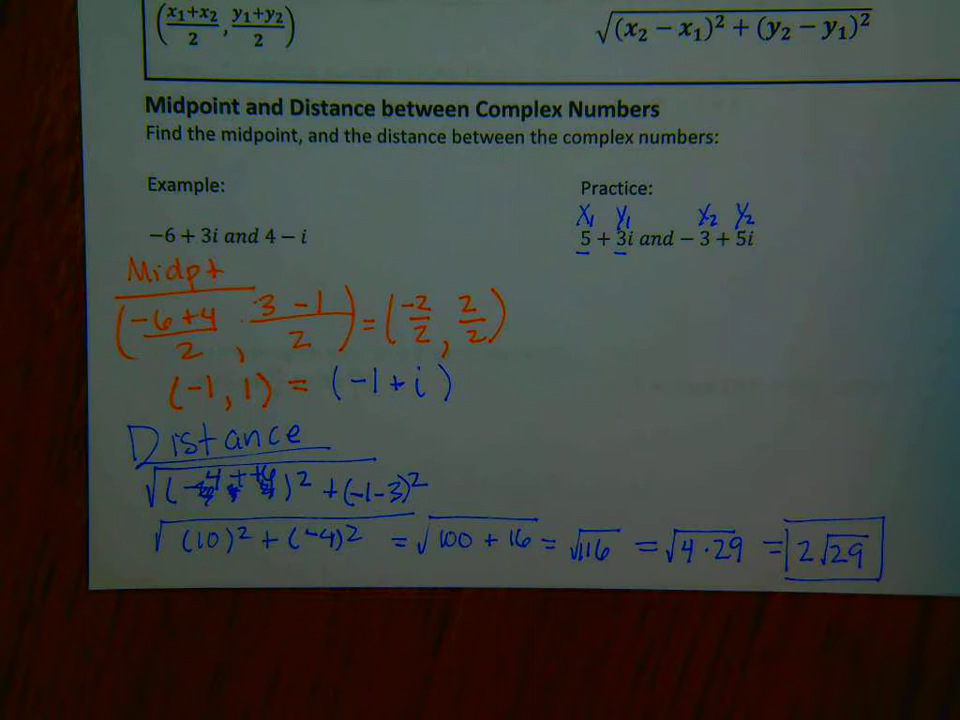 (x₁+x₂/2, y₁+y₂/2)
√(x₂ − x₁)² + (y₂ − y₁)²
Midpoint and Distance between Complex Numbers
Find the midpoint, and the distance between the complex numbers:
Example:
−6 + 3i and 4 − i
Midpt
(-6+4/2, 3-1/2) = (-2/2, 2/2)
(-1, 1) = (-1 + i)
Distance
+ (-1-3)²
√(10)² + (-4)² = √100 + 16 = √116 = √4·29 = 2√29
Practice:
X₁ Y₁ X₂ Y₂
5 + 3i and − 3 + 5i